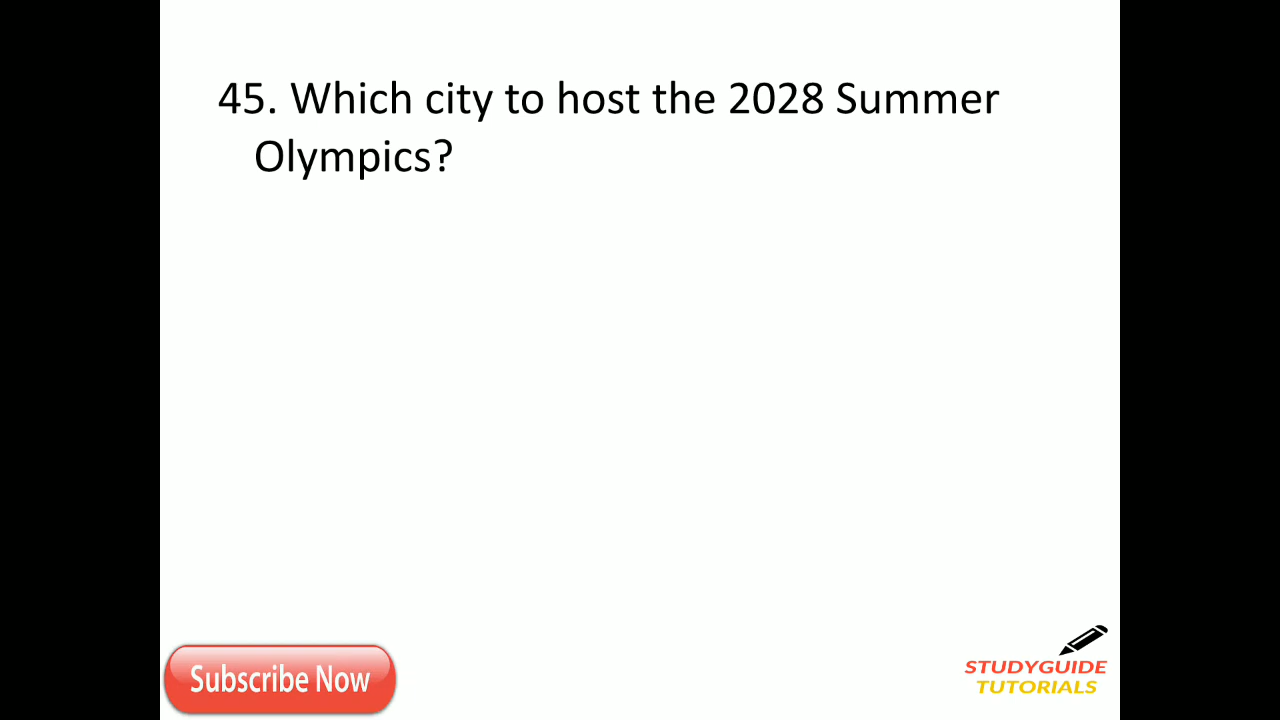 45. Which city to host the 2028 Summer
Olympics?
Subscribe Now
STUDYGUIDE
TUTORIALS